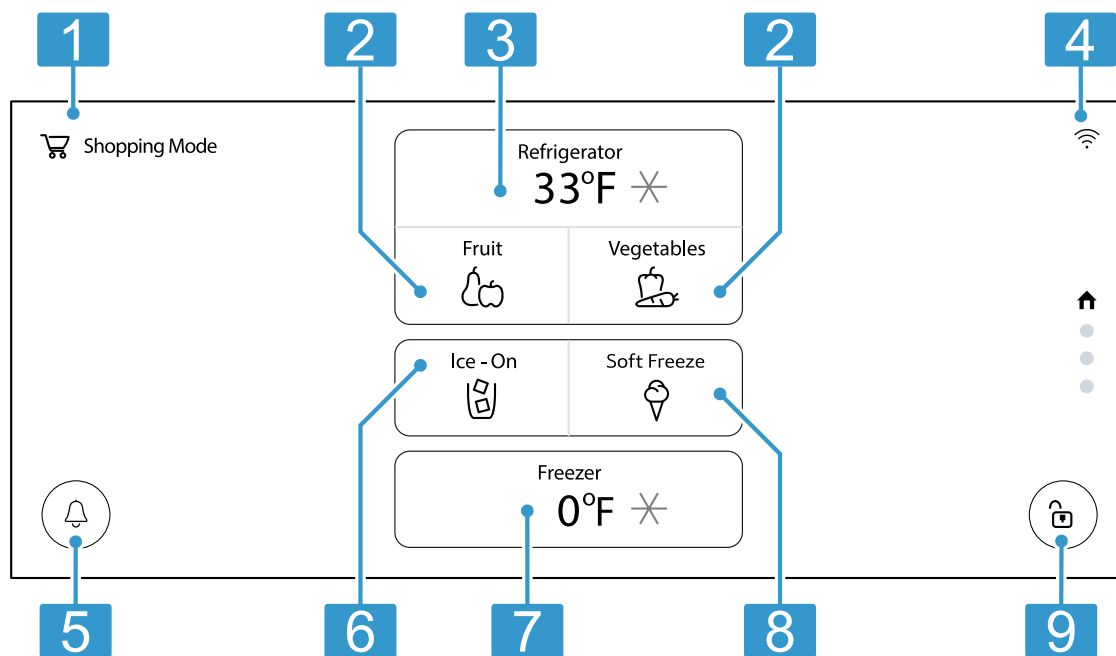 1
2
3
2
4
Shopping Mode
Refrigerator
33°F
Fruit
Vegetables
Ice - On
Soft Freeze
Freezer
0°F
5
6
7
8
9